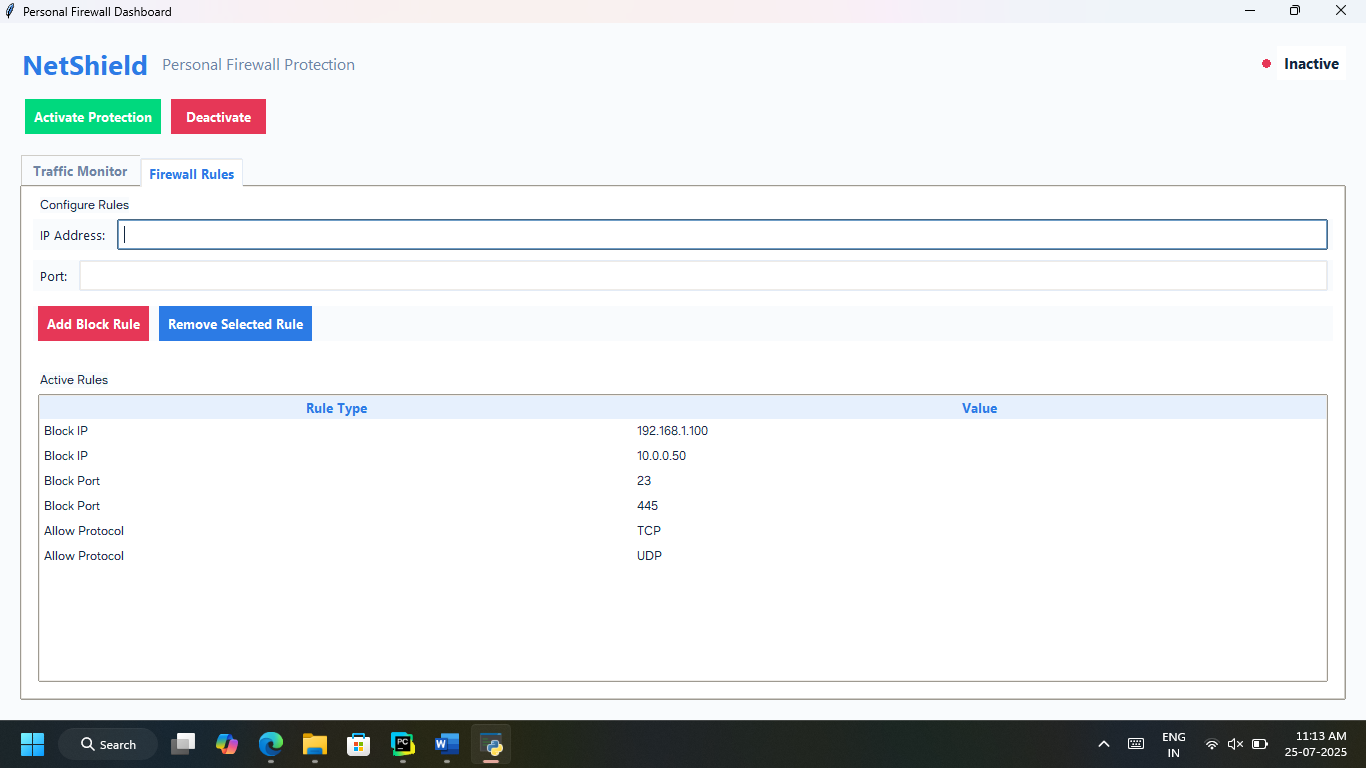 Personal Firewall Dashboard
NetShield Personal Firewall Protection
Inactive
Activate Protection Deactivate
Traffic Monitor Firewall Rules
Configure Rules
IP Address:
Port:
Add Block Rule Remove Selected Rule
Active Rules
Rule Type Value
Block IP 192.168.1.100
Block IP 10.0.0.50
Block Port 23
Block Port 445
Allow Protocol TCP
Allow Protocol UDP
Search
PC
W
ENG
IN
11:13 AM
25-07-2025